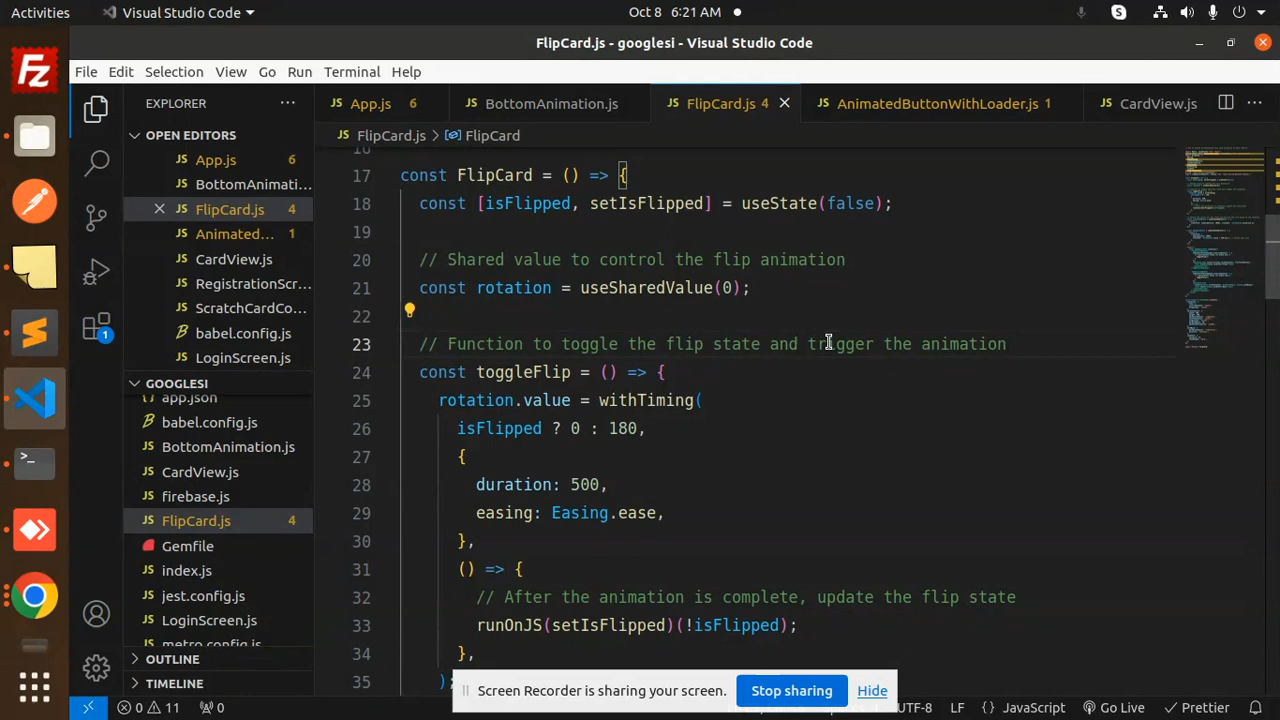 Activities
Visual Studio Code
Oct 8 6:21 AM
FlipCard.js - googlesi - Visual Studio Code
File Edit Selection View Go Run Terminal Help
EXPLORER
JS App.js 6
JS BottomAnimation.js
JS FlipCard.js 4
JS AnimatedButtonWithLoader.js 1
JS CardView.js
OPEN EDITORS
JS App.js 6
JS BottomAnimati...
JS FlipCard.js 4
JS Animated... 1
JS CardView.js
JS RegistrationScr...
JS ScratchCardCo...
B babel.config.js
JS LoginScreen.js
GOOGLESI
app.json
B babel.config.js
JS BottomAnimation.js
JS CardView.js
JS firebase.js
JS FlipCard.js 4
Gemfile
JS index.js
JS jest.config.js
JS LoginScreen.js
metro.config.js
OUTLINE
TIMELINE
JS FlipCard.js > FlipCard
16
17 const FlipCard = () => {
18 const [isFlipped, setIsFlipped] = useState(false);
19
20 // Shared value to control the flip animation
21 const rotation = useSharedValue(0);
22
23 // Function to toggle the flip state and trigger the animation
24 const toggleFlip = () => {
25 rotation.value = withTiming(
26 isFlipped ? 0 : 180,
27 {
28 duration: 500,
29 easing: Easing.ease,
30 },
31 () => {
32 // After the animation is complete, update the flip state
33 runOnJS(setIsFlipped)(!isFlipped);
34 },
35 );
1
Screen Recorder is sharing your screen.
Stop sharing
Hide
0 11 0
UTF-8 LF {} JavaScript Go Live Prettier